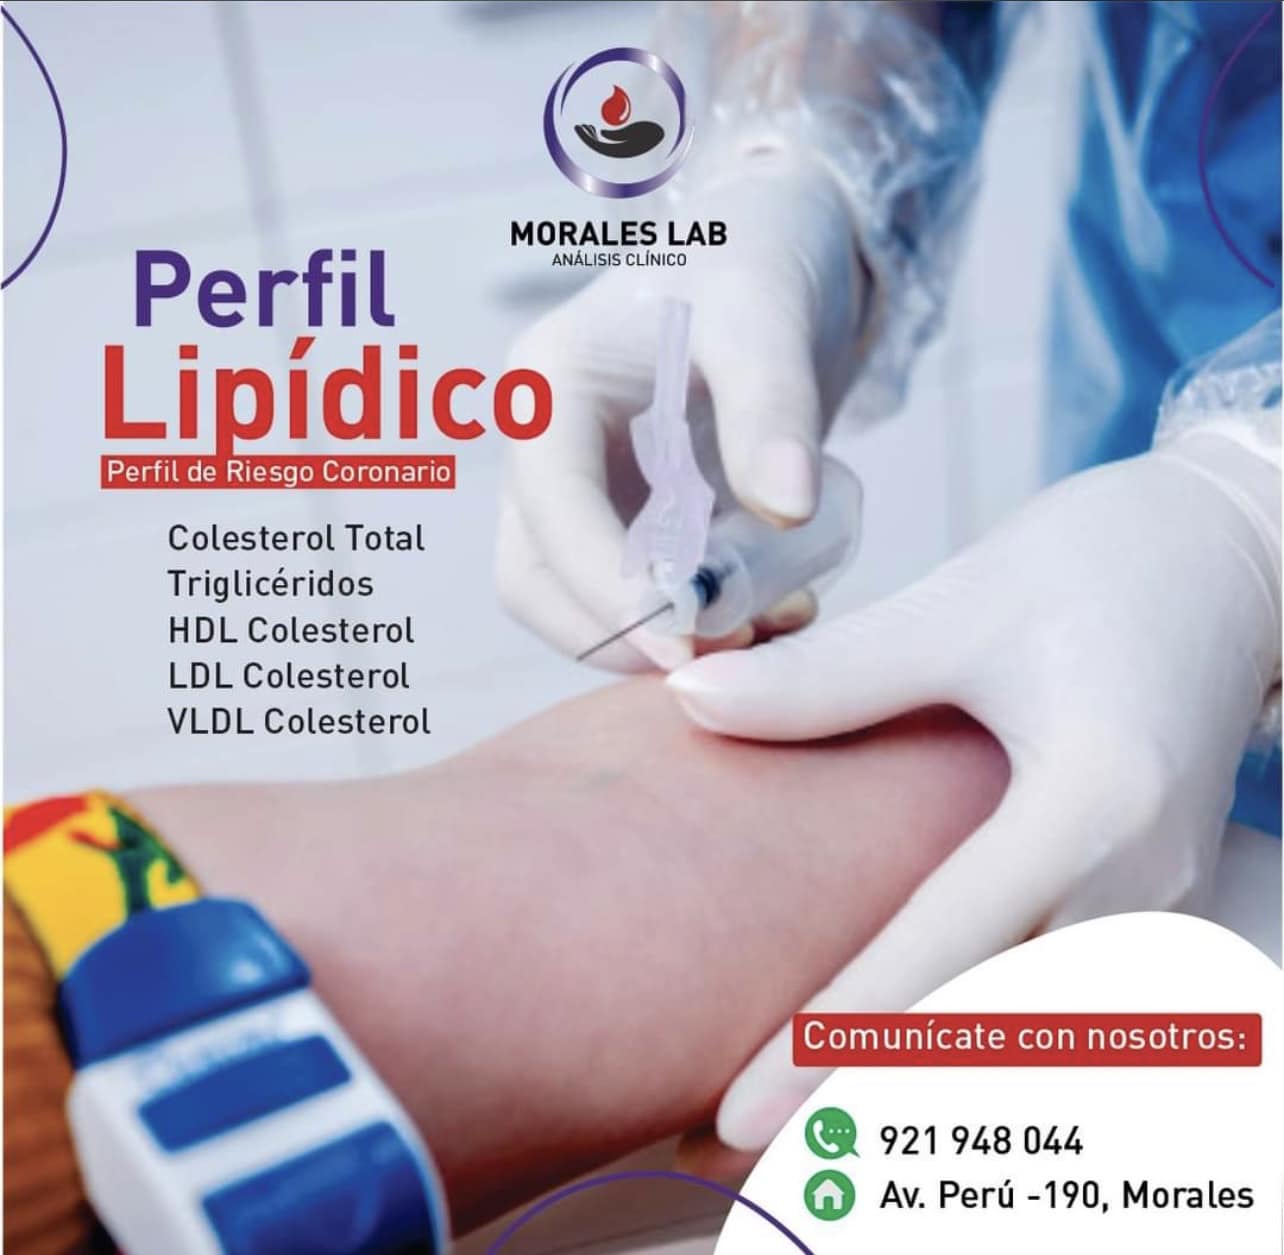 MORALES LAB
ANÁLISIS CLÍNICO
Perfil
Lipídico
Perfil de Riesgo Coronario
Colesterol Total
Triglicéridos
HDL Colesterol
LDL Colesterol
VLDL Colesterol
Comunícate con nosotros:
921 948 044
Av. Perú -190, Morales